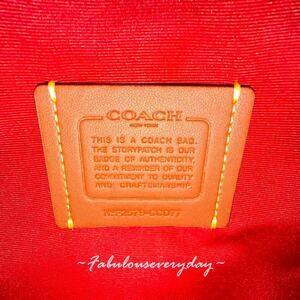 COACH
NEW YORK
THIS IS A COACH BAG.
THE STORYPATCH IS OUR
BADGE OF AUTHENTICITY,
AND A REMINDER OF OUR
COMMITMENT TO QUALITY
AND CRAFTSMANSHIP.
~ Fabulouseveryday ~